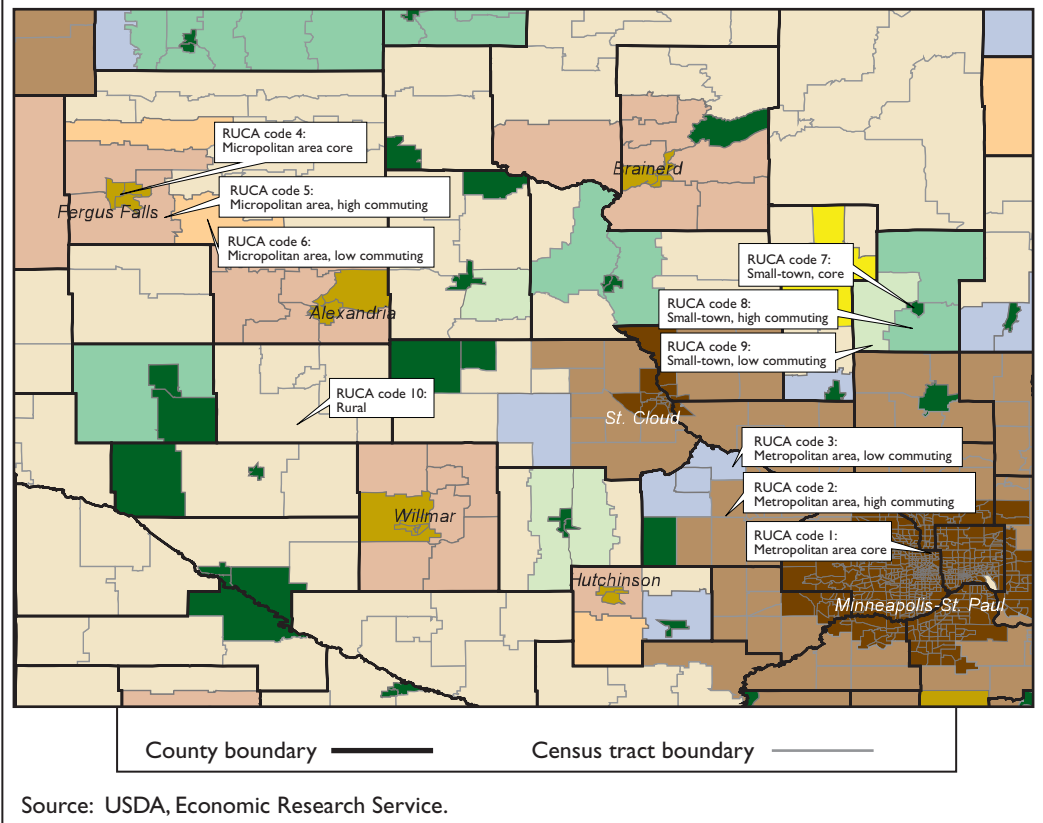 RUCA code 4:
Micropolitan area core
Brainerd
RUCA code 5:
Micropolitan area, high commuting
Fergus Falls
RUCA code 6:
Micropolitan area, low commuting
RUCA code 7:
Small-town, core
RUCA code 8:
Small-town, high commuting
Alexandria
RUCA code 9:
Small-town, low commuting
RUCA code 10:
Rural
St. Cloud
RUCA code 3:
Metropolitan area, low commuting
RUCA code 2:
Metropolitan area, high commuting
Willmar
RUCA code 1:
Metropolitan area core
Hutchinson
Minneapolis-St. Paul
County boundary
Census tract boundary
Source: USDA, Economic Research Service.